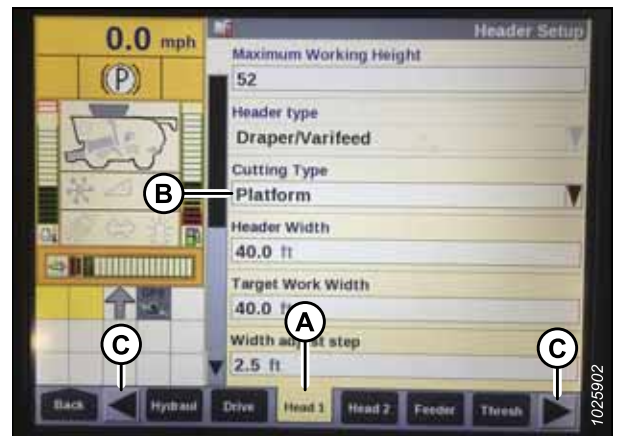 0.0 mph
Header Setup
Maximum Working Height
52
(P)
Header type
Draper/Varifeed
Cutting Type
B
Platform
Header Width
40.0 ft
Target Work Width
40.0 ft
A
Width adjust step
C
C
2.5 ft
Back
Hydraul
Drive
Head 1
Head 2
Feeder
Thresh
1025902